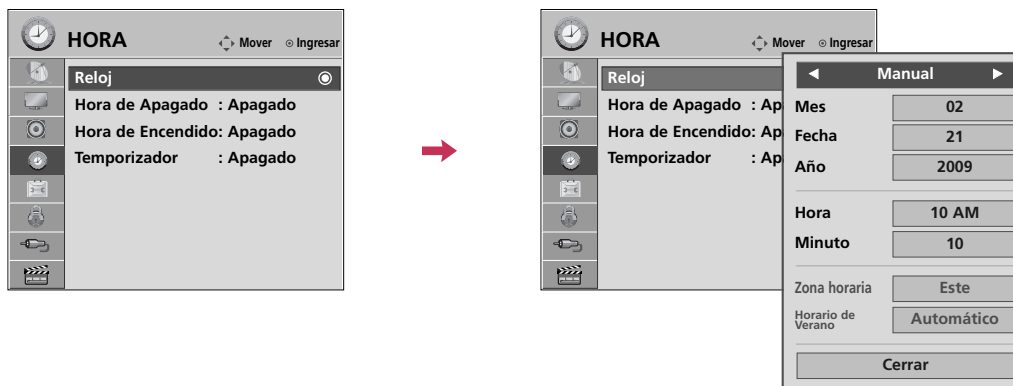 HORA Mover Ingresar
Reloj
Hora de Apagado : Apagado
Hora de Encendido: Apagado
Temporizador : Apagado
HORA Mover Ingresar
Reloj
Hora de Apagado : Ap
Hora de Encendido: Ap
Temporizador : Ap
Manual
Mes 02
Fecha 21
Año 2009
Hora 10 AM
Minuto 10
Zona horaria Este
Horario de
Verano Automático
Cerrar